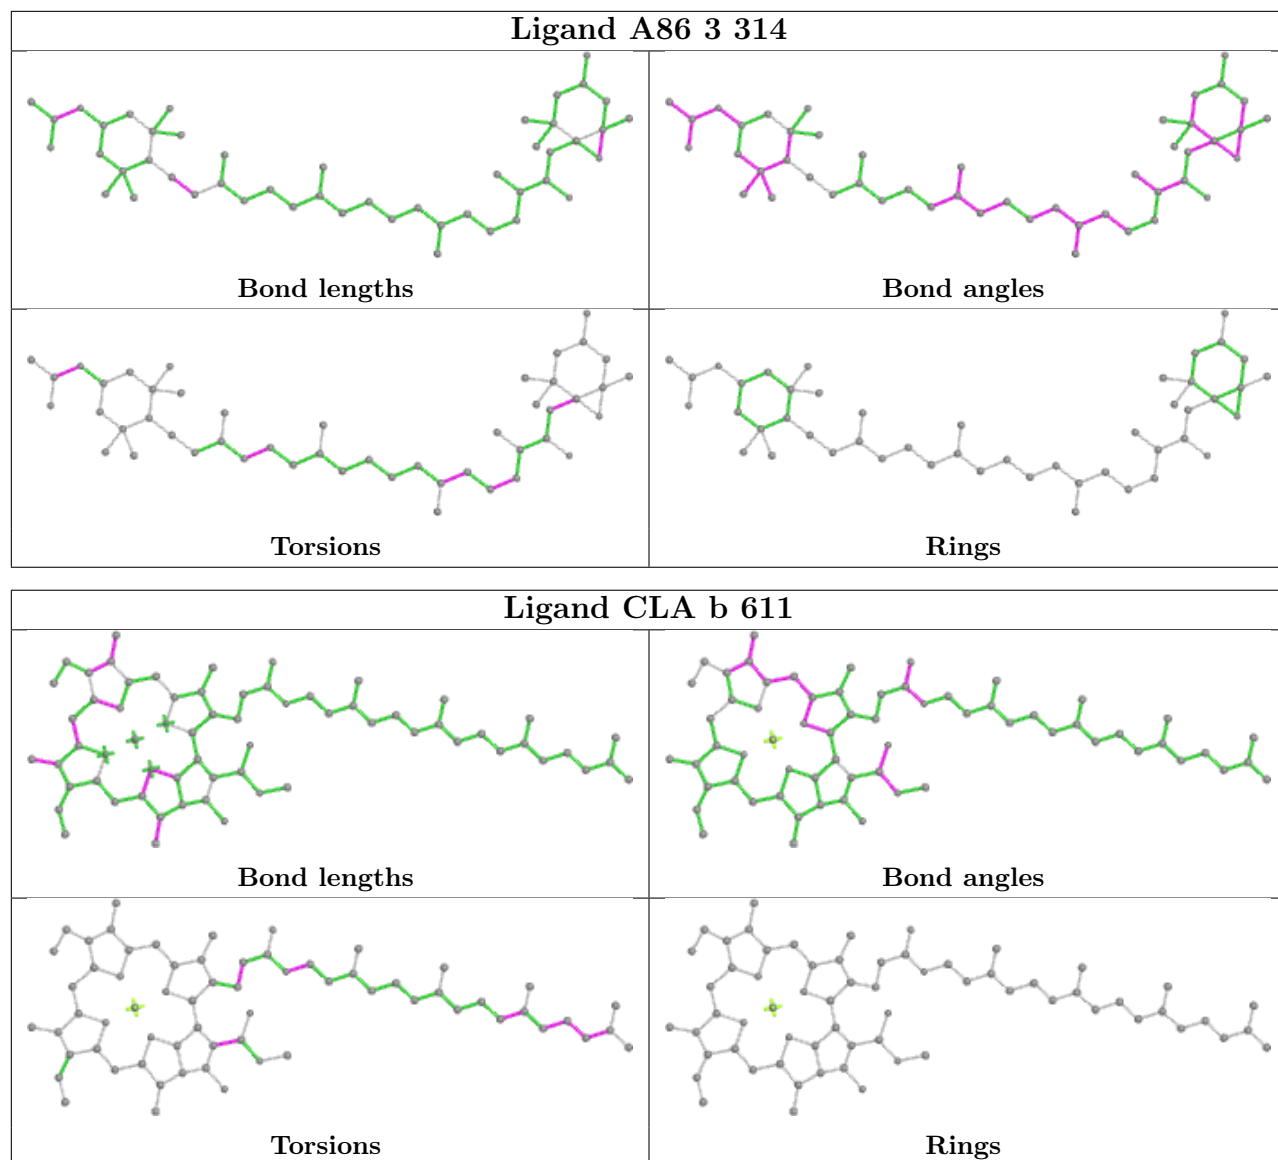 Ligand A86 3 314
Bond lengths
Bond angles
Torsions
Rings
Ligand CLA b 611
Bond lengths
Bond angles
Torsions
Rings